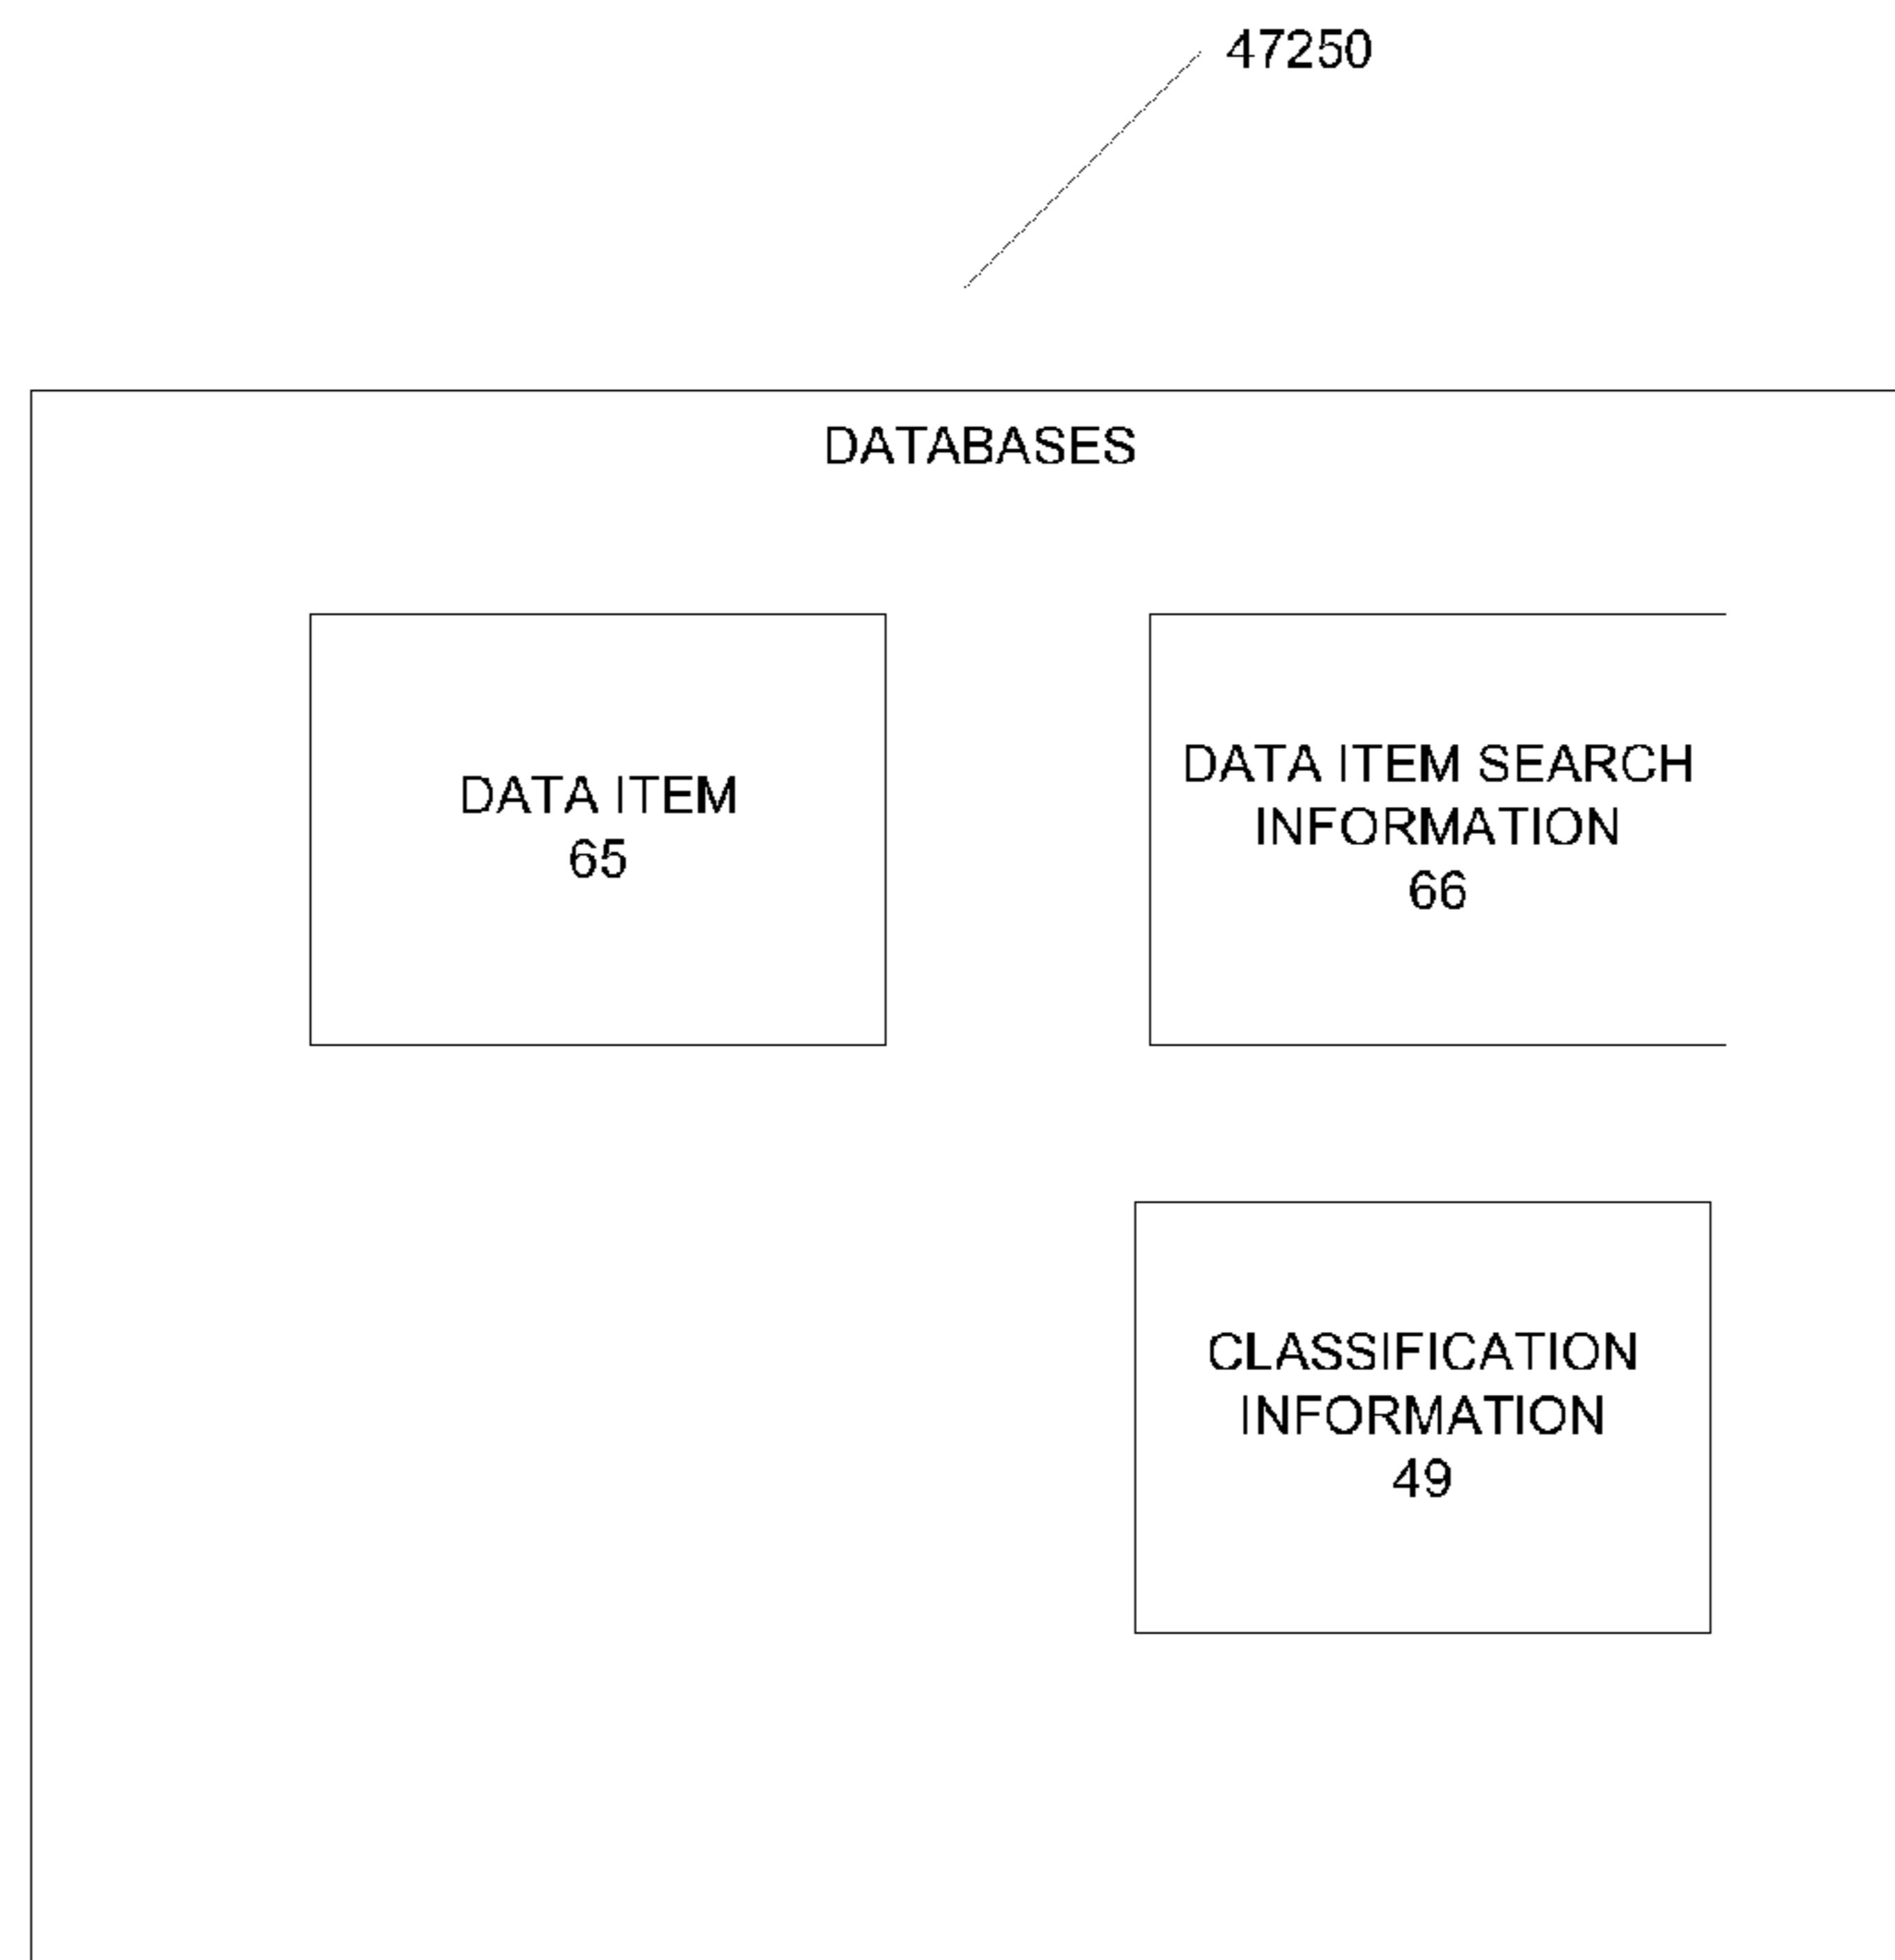 47250
DATABASES
DATA ITEM
65
DATA ITEM SEARCH
INFORMATION
66
CLASSIFICATION
INFORMATION
49